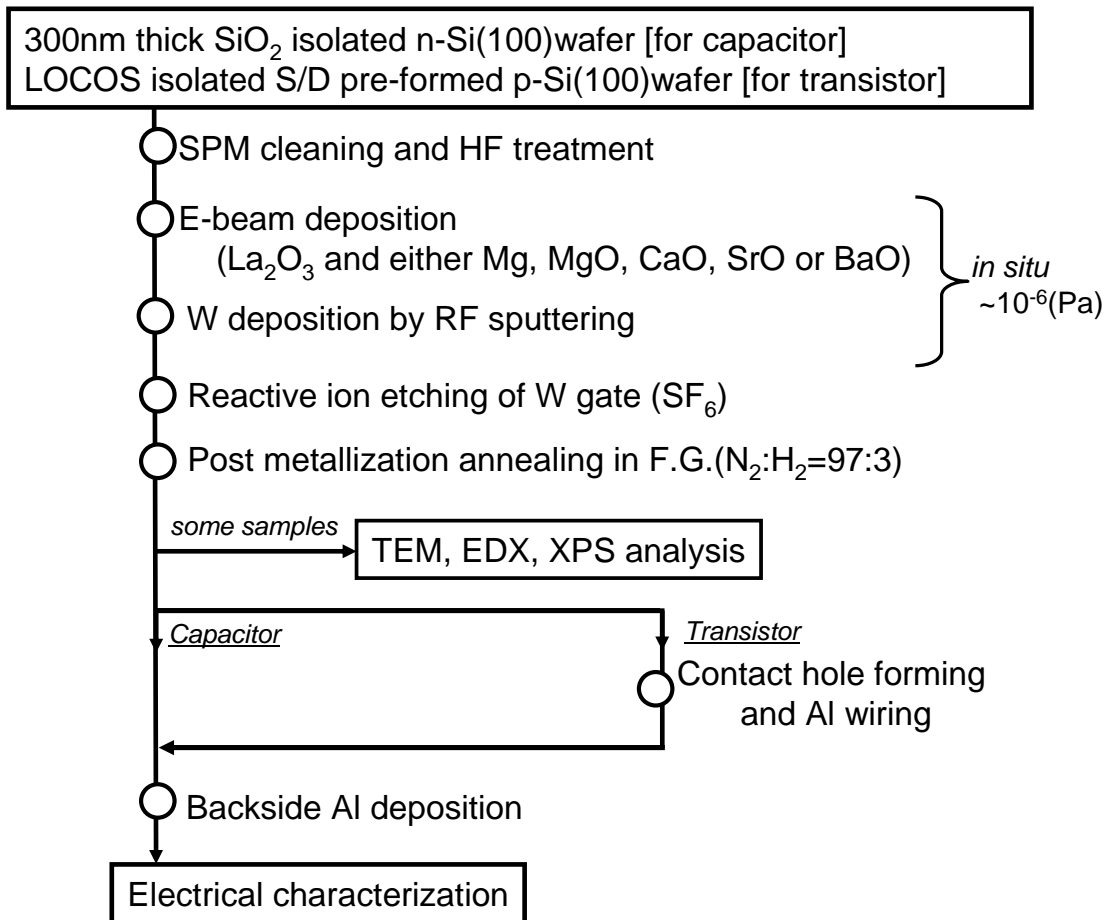 300nm thick SiO₂ isolated n-Si(100)wafer [for capacitor]
LOCOS isolated S/D pre-formed p-Si(100)wafer [for transistor]
SPM cleaning and HF treatment
E-beam deposition
(La₂O₃ and either Mg, MgO, CaO, SrO or BaO)
in situ
~10⁻⁶(Pa)
W deposition by RF sputtering
Reactive ion etching of W gate (SF₆)
Post metallization annealing in F.G.(N₂:H₂=97:3)
some samples
TEM, EDX, XPS analysis
Capacitor
Transistor
Contact hole forming
and Al wiring
Backside Al deposition
Electrical characterization